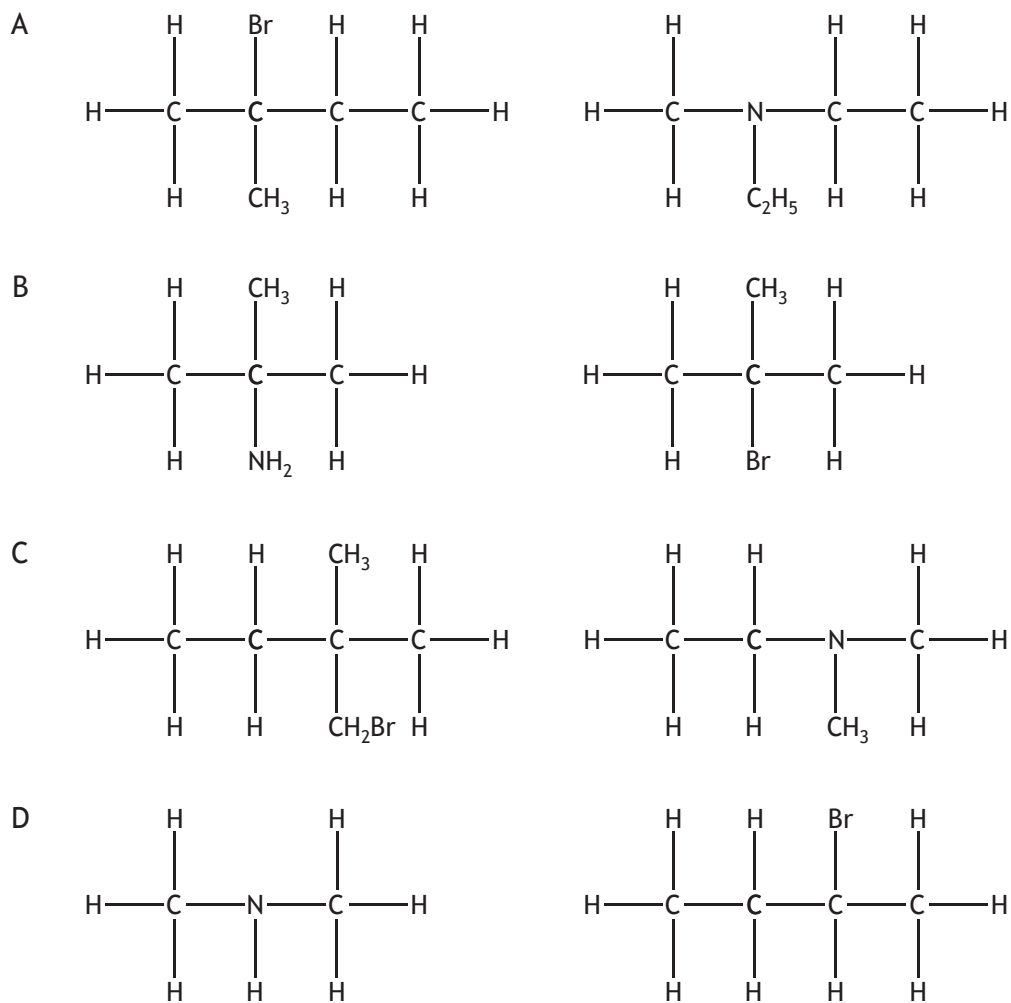 A H Br H H H
H C C C C H H C N C C H
H CH3 H H H C2H5 H H
B H CH3 H H CH3 H
H C C C H H C C C H
H NH2 H H Br H
C H H CH3 H H H H
H C C C C H H C C N C H
H H CH2Br H H H CH3 H
D H H H H Br H
H C N C H H C C C C H
H H H H H H H